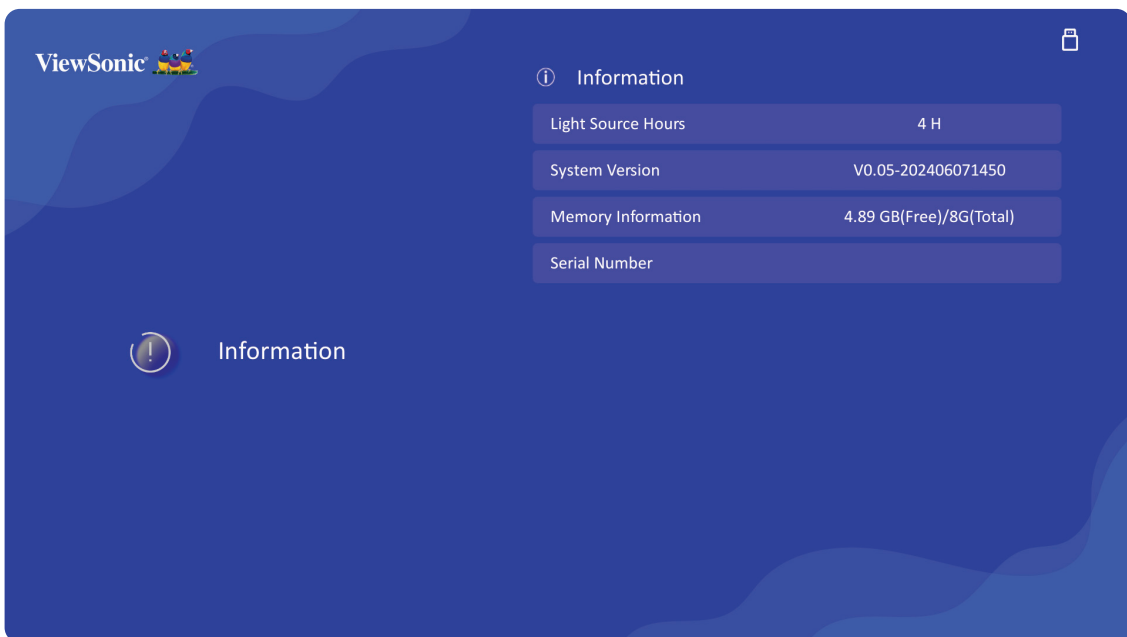 ViewSonic®
Information
Light Source Hours 4 H
System Version V0.05-202406071450
Memory Information 4.89 GB(Free)/8G(Total)
Serial Number
Information